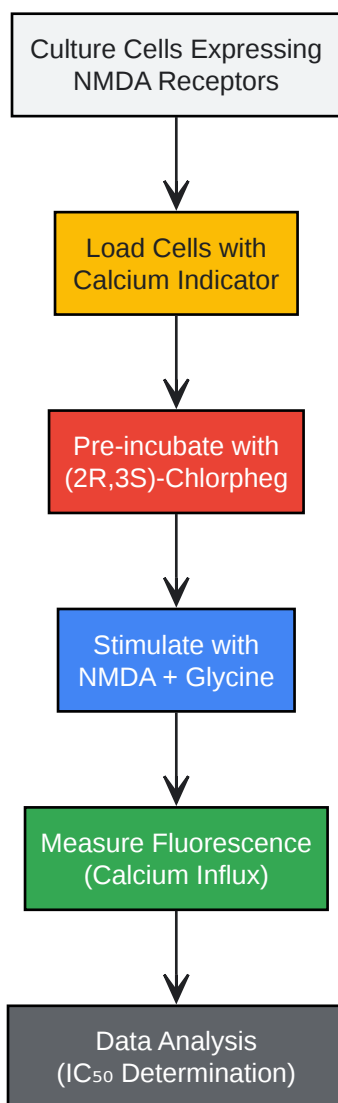 Culture Cells Expressing
NMDA Receptors
Load Cells with
Calcium Indicator
Pre-incubate with
(2R,3S)-Chlorpheg
Stimulate with
NMDA + Glycine
Measure Fluorescence
(Calcium Influx)
Data Analysis
(IC₅₀ Determination)